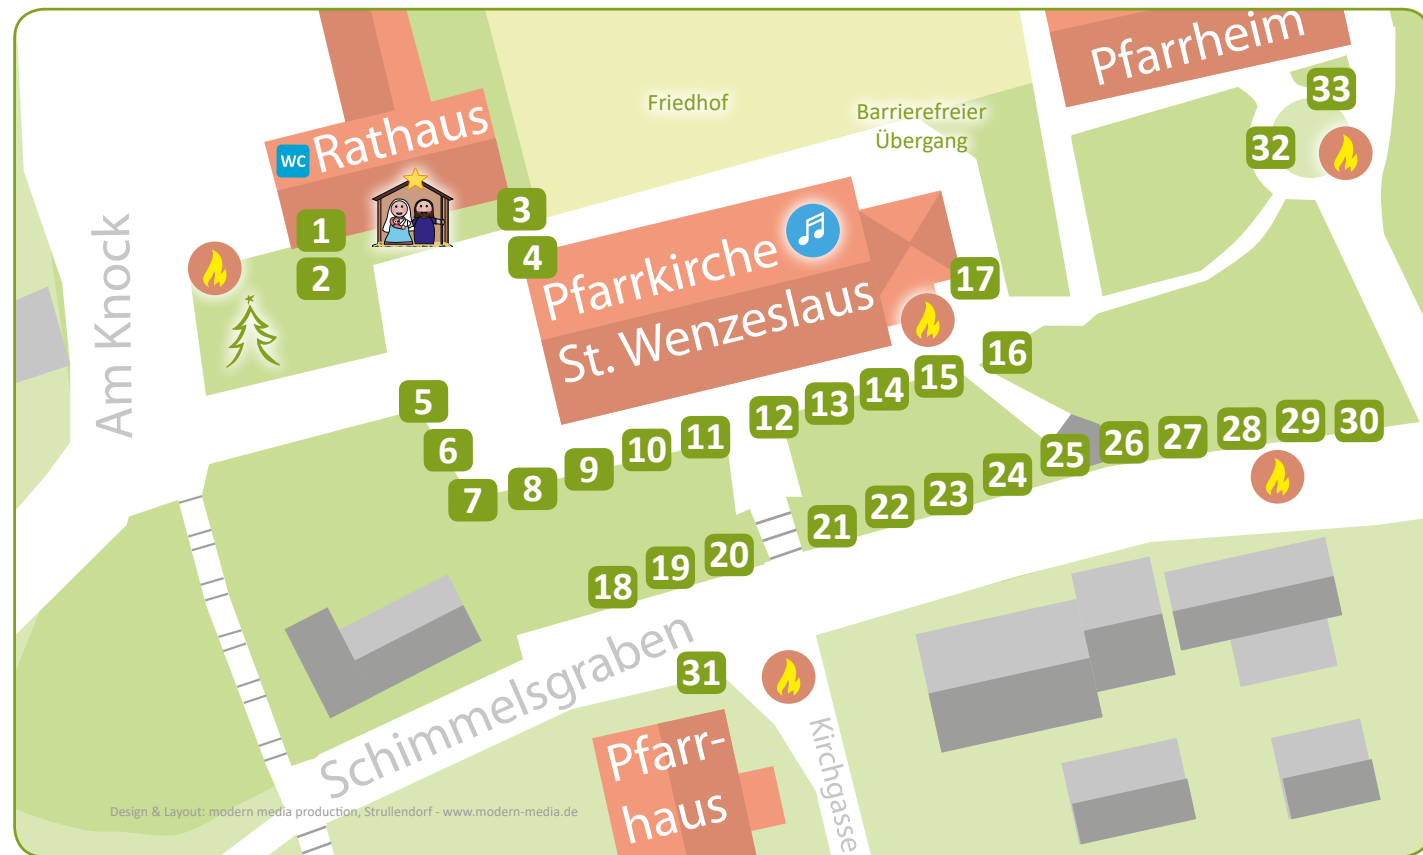 Pfarrheim
Friedhof
Barrierefreier
Übergang
33
32
WC
Rathaus
1
2
3
4
Pfarrkirche
St. Wenzeslaus
17
16
Am Knock
5
6
7
8
9
10
11
12
13
14
15
18
19
20
21
22
23
24
25
26
27
28
29
30
Schimmelsgraben
31
Pfarr-
haus
Kirchgasse
Design & Layout: modern media production, Strullendorf - www.modern-media.de